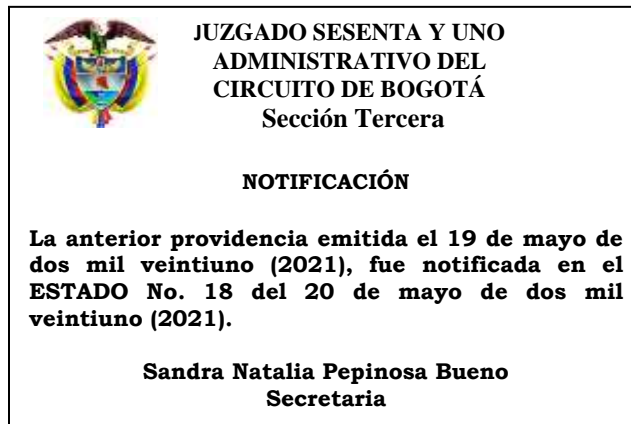 JUZGADO SESENTA Y UNO
ADMINISTRATIVO DEL
CIRCUITO DE BOGOTÁ
Sección Tercera
NOTIFICACIÓN
La anterior providencia emitida el 19 de mayo de
dos mil veintiuno (2021), fue notificada en el
ESTADO No. 18 del 20 de mayo de dos mil
veintiuno (2021).
Sandra Natalia Pepinosa Bueno
Secretaria